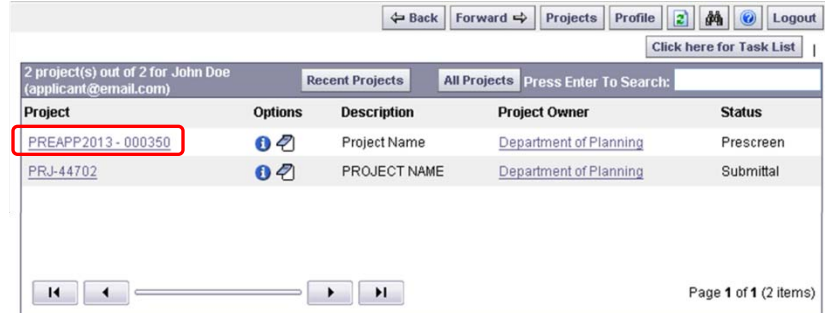 Back Forward Projects Profile Logout
Click here for Task List |
2 project(s) out of 2 for John Doe
(applicant@email.com)
Recent Projects All Projects Press Enter To Search:
Project Options Description Project Owner Status
PREAPP2013 - 000350 Project Name Department of Planning Prescreen
PRJ-44702 PROJECT NAME Department of Planning Submittal
Page 1 of 1 (2 items)